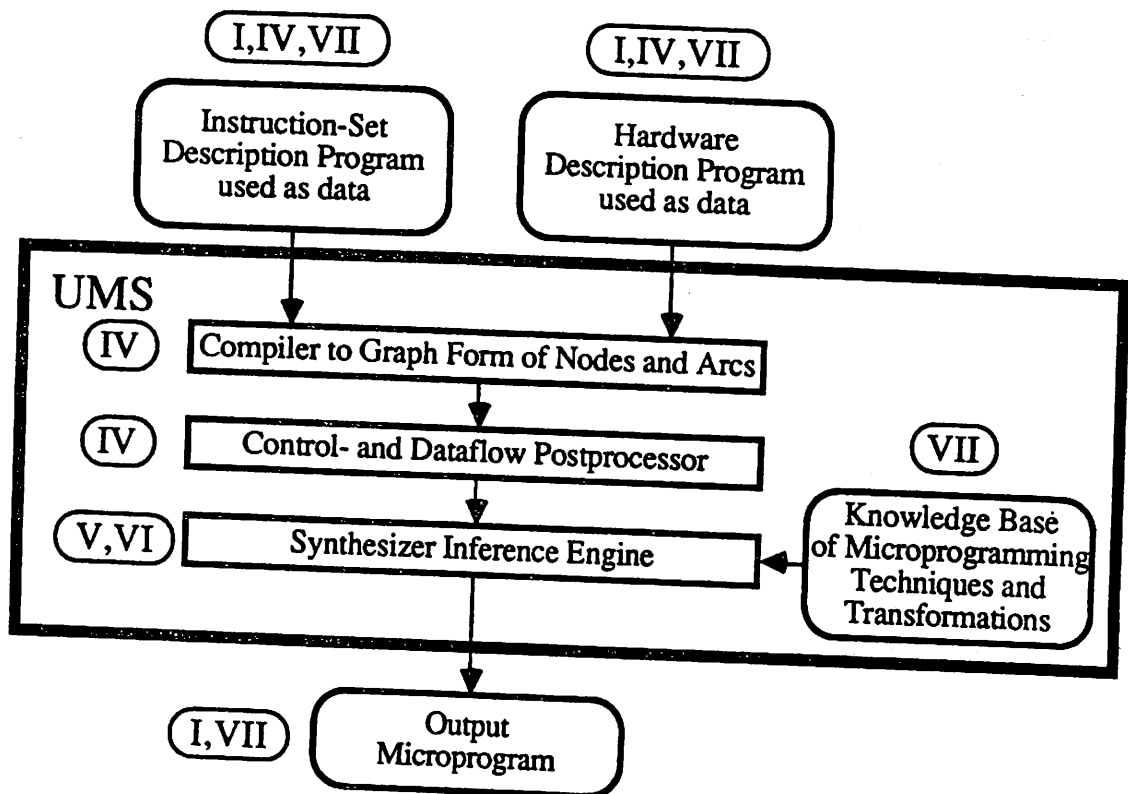 I,IV,VII
I,IV,VII
Instruction-Set
Description Program
used as data
Hardware
Description Program
used as data
UMS
IV
Compiler to Graph Form of Nodes and Arcs
IV
Control- and Dataflow Postprocessor
VII
V,VI
Synthesizer Inference Engine
Knowledge Base
of Microprogramming
Techniques and
Transformations
I,VII
Output
Microprogram